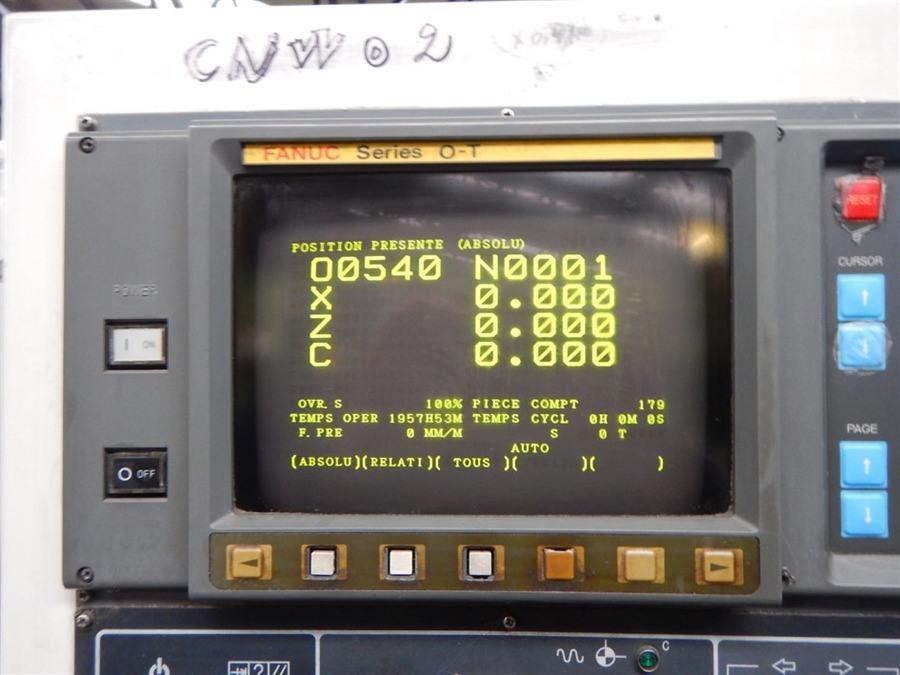 CNW 02
FANUC Series O-T
RESET
POSITION PRESENTE (ABSOLU)
O0540 N0001
X 0.000
Z 0.000
C 0.000
CURSOR
↑
↓
POWER
I ON
OVR. S 100% PIECE COMPT 179
TEMPS OPER 1957H53M TEMPS CYCL 0H 0M 0S
F. PRE 0 MM/M S 0 T
AUTO
(ABSOLU)(RELATI)( TOUS )( )( )
PAGE
↑
↓
O OFF
C